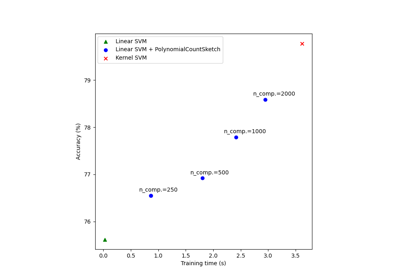 Linear SVM
Linear SVM + PolynomialCountSketch
Kernel SVM
79
n_comp.=2000
78
n_comp.=1000
Accuracy (%)
77
n_comp.=500
n_comp.=250
76
0.0 0.5 1.0 1.5 2.0 2.5 3.0 3.5
Training time (s)